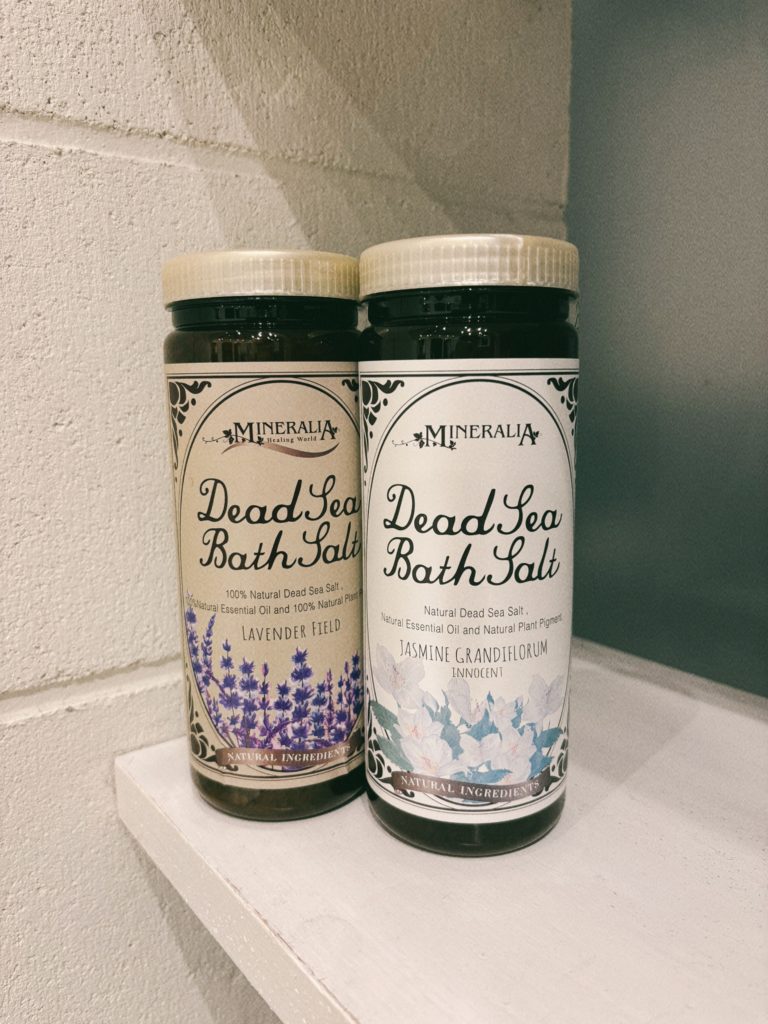 MINERALIA
Healing World
Dead Sea
Bath Salt
100% Natural Dead Sea Salt ,
Natural Essential Oil and 100% Natural Plant
LAVENDER FIELD
NATURAL INGREDIENTS
MINERALIA
Dead Sea
Bath Salt
Natural Dead Sea Salt ,
Natural Essential Oil and Natural Plant Pigment,
JASMINE GRANDIFLORUM
INNOCENT
NATURAL INGREDIENTS